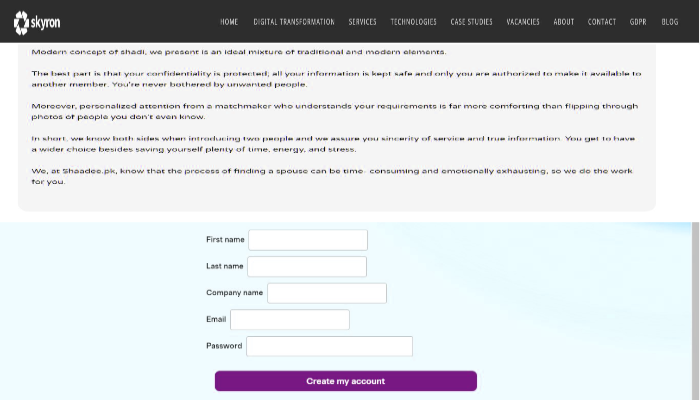 skyron
HOME DIGITAL TRANSFORMATION SERVICES TECHNOLOGIES CASE STUDIES VACANCIES ABOUT CONTACT GDPR BLOG
Modern concept of shadi, we present is an ideal mixture of traditional and modern elements.
The best part is that your confidentiality is protected; all your information is kept safe and only you are authorized to make it available to
another member. You're never bothered by unwanted people.
Moreover, personalized attention from a matchmaker who understands your requirements is far more comforting than flipping through
photos of people you don't even know.
In short, we know both sides when introducing two people and we assure you sincerity of service and true information. You get to have
a wider choice besides saving yourself plenty of time, energy, and stress.
We, at Shaadee.pk, know that the process of finding a spouse can be time- consuming and emotionally exhausting, so we do the work
for you.
First name
Last name
Company name
Email
Password
Create my account